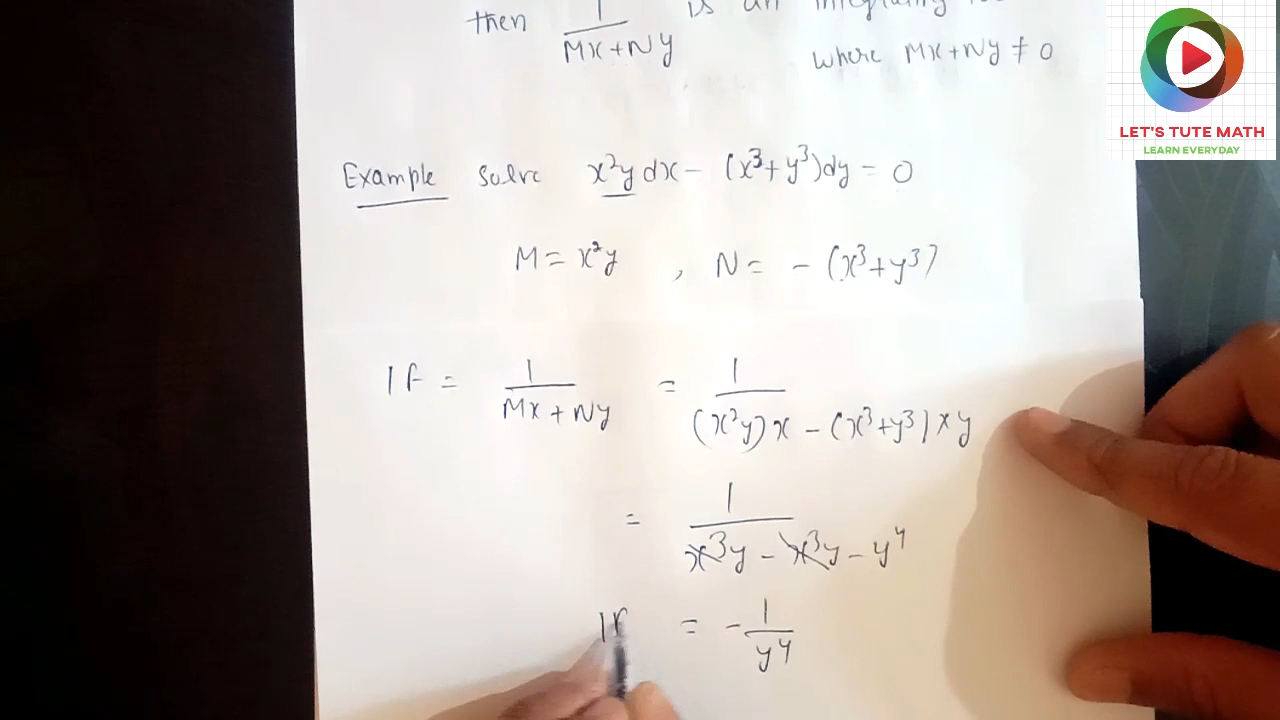 then 1/(Mx+Ny) is an integrating
where Mx+Ny ≠ 0
LET'S TUTE MATH
LEARN EVERYDAY
Example Solve x²y dx - (x³+y³)dy = 0
M = x²y , N = - (x³+y³)
IF = 1/(Mx+Ny) = 1/((x²y)x - (x³+y³)×y)
= 1/(x³y - x³y - y⁴)
IF = - 1/y⁴